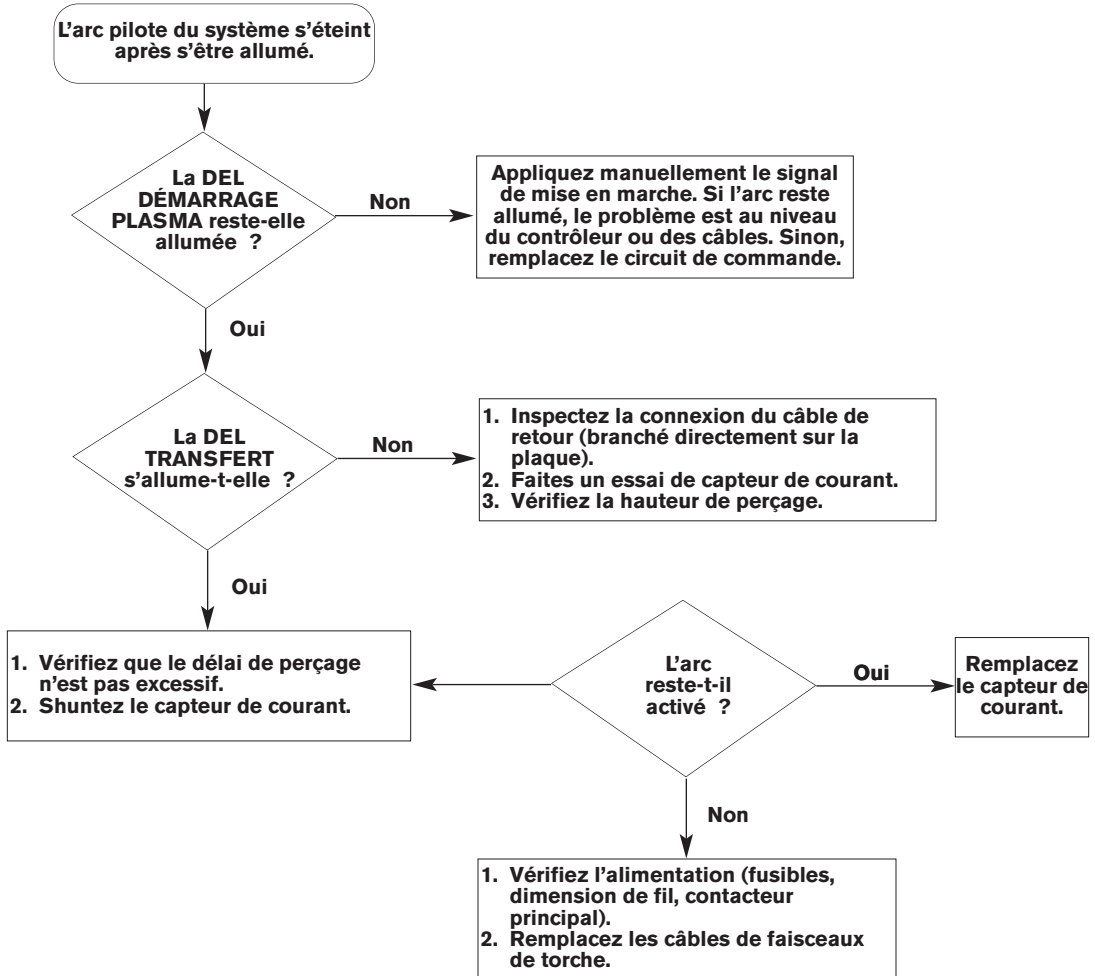 L’arc pilote du système s’éteint
après s’être allumé.
La DEL
DÉMARRAGE
PLASMA reste-elle
allumée ?
Non
Appliquez manuellement le signal
de mise en marche. Si l’arc reste
allumé, le problème est au niveau
du contrôleur ou des câbles. Sinon,
remplacez le circuit de commande.
Oui
La DEL
TRANSFERT
s’allume-t-elle ?
Non
1. Inspectez la connexion du câble de
retour (branché directement sur la
plaque).
2. Faites un essai de capteur de courant.
3. Vérifiez la hauteur de perçage.
Oui
1. Vérifiez que le délai de perçage
n’est pas excessif.
2. Shuntez le capteur de courant.
L’arc
reste-t-il
activé ?
Oui
Remplacez
le capteur de
courant.
Non
1. Vérifiez l’alimentation (fusibles,
dimension de fil, contacteur
principal).
2. Remplacez les câbles de faisceaux
de torche.